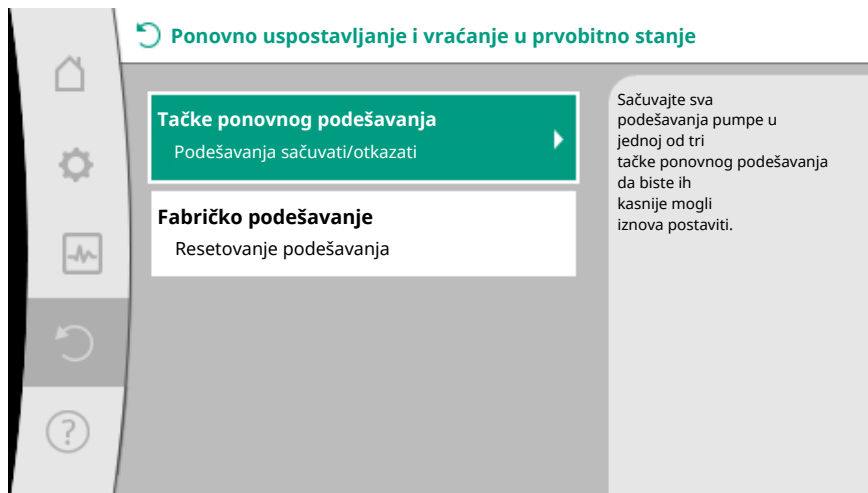 Ponovno uspostavljanje i vraćanje u prvobitno stanje
Tačke ponovnog podešavanja
Podešavanja sačuvati/otkazati
Fabričko podešavanje
Resetovanje podešavanja
Sačuvajte sva
podešavanja pumpe u
jednoj od tri
tačke ponovnog podešavanja
da biste ih
kasnije mogli
iznova postaviti.
?